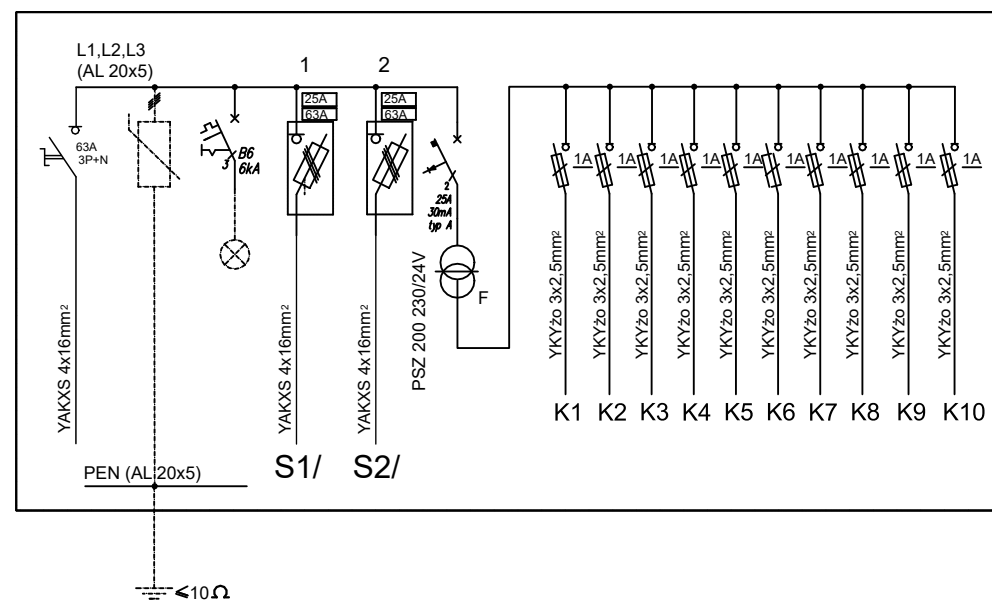 L1,L2,L3
(AL 20x5)
1
2
25A
63A
25A
63A
63A
3P+N
B6
3 6kA
2
25A
30mA
typ A
F
PSZ 200 230/24V
YAKXS 4x16mm²
YAKXS 4x16mm²
YAKXS 4x16mm²
1A
1A
1A
1A
1A
1A
1A
1A
1A
1A
YKYżo 3x2,5mm²
YKYżo 3x2,5mm²
YKYżo 3x2,5mm²
YKYżo 3x2,5mm²
YKYżo 3x2,5mm²
YKYżo 3x2,5mm²
YKYżo 3x2,5mm²
YKYżo 3x2,5mm²
YKYżo 3x2,5mm²
YKYżo 3x2,5mm²
K1 K2 K3 K4 K5 K6 K7 K8 K9 K10
S1/ S2/
PEN (AL 20x5)
≤10Ω